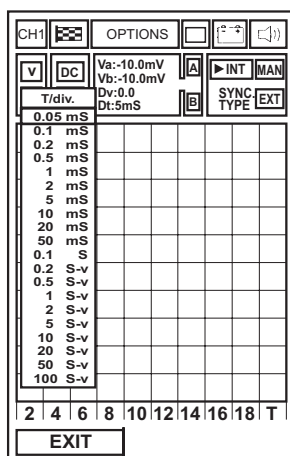 CH1 OPTIONS
V DC Va:-10.0mV A ►INT MAN
Vb:-10.0mV
Dv:0.0 SYNC. EXT
Dt:5mS B TYPE
T/div.
0.05 mS
0.1 mS
0.2 mS
0.5 mS
1 mS
2 mS
5 mS
10 mS
20 mS
50 mS
0.1 S
0.2 S-v
0.5 S-v
1 S-v
2 S-v
5 S-v
10 S-v
20 S-v
50 S-v
100 S-v
2 4 6 8 10 12 14 16 18 T
EXIT